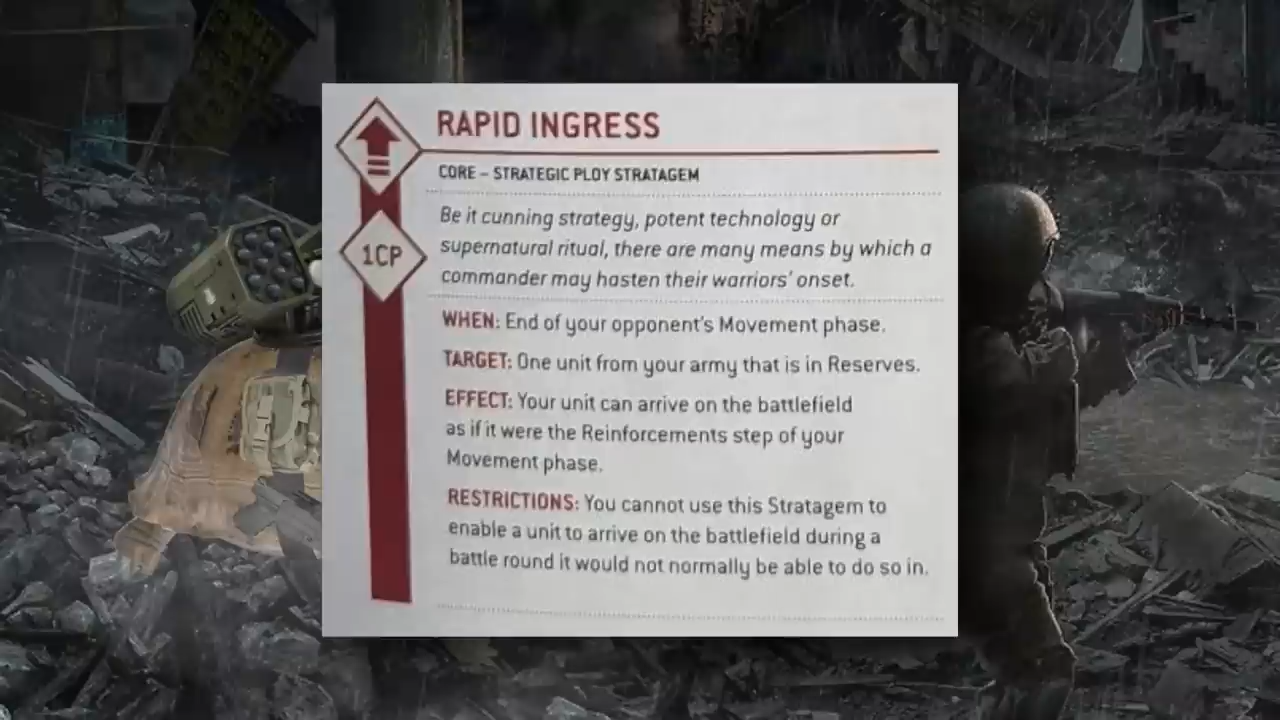 RAPID INGRESS
CORE – STRATEGIC PLOY STRATAGEM
Be it cunning strategy, potent technology or
supernatural ritual, there are many means by which a
commander may hasten their warriors' onset.
1CP
WHEN: End of your opponent's Movement phase.
TARGET: One unit from your army that is in Reserves.
EFFECT: Your unit can arrive on the battlefield
as if it were the Reinforcements step of your
Movement phase.
RESTRICTIONS: You cannot use this Stratagem to
enable a unit to arrive on the battlefield during a
battle round it would not normally be able to do so in.